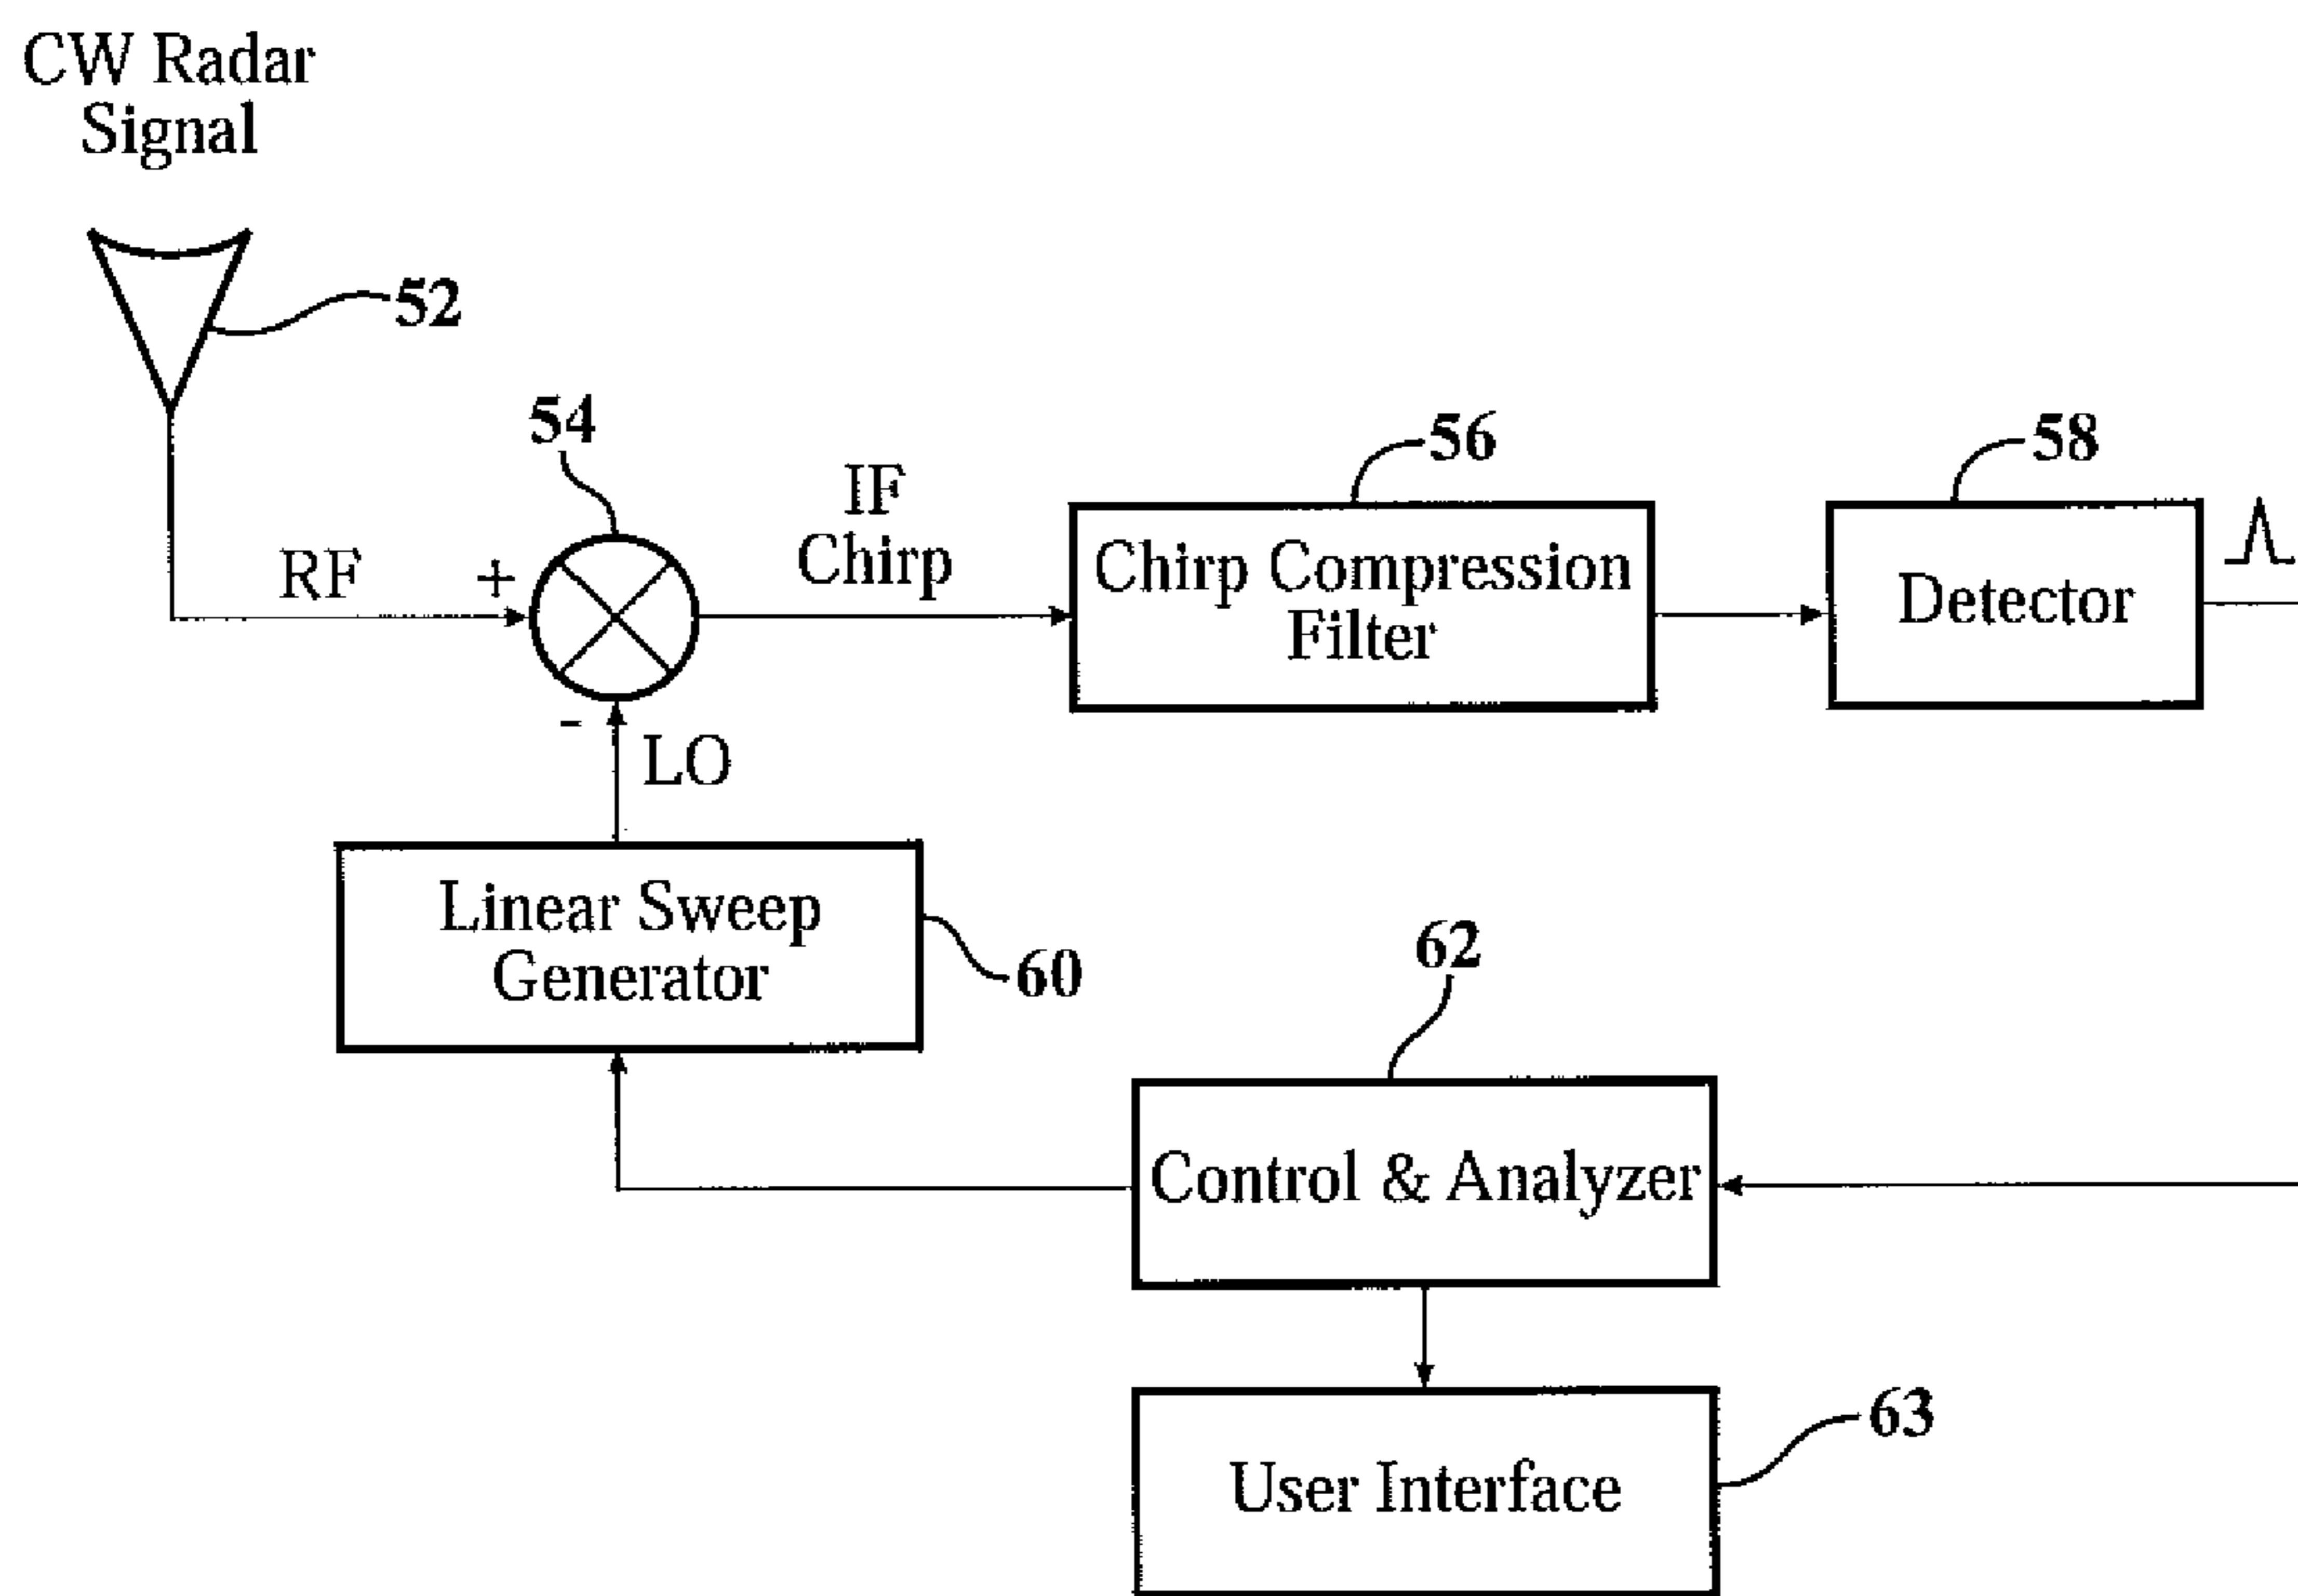 CW Radar
Signal
52
54
RF
+
-
LO
IF
Chirp
56
Chirp Compression
Filter
58
Detector
Linear Sweep
Generator
60
62
Control & Analyzer
63
User Interface